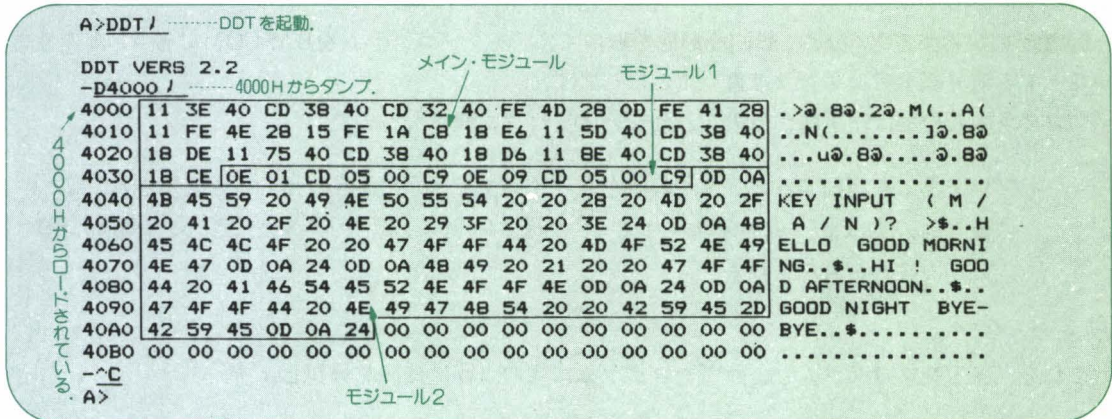 A>DDT↓ ········DDTを起動.
DDT VERS 2.2
メイン・モジュール
モジュール1
-D4000↓ ········4000Hからダンプ.
4000 11 3E 40 CD 38 40 CD 32 40 FE 4D 28 0D FE 41 28 .>@.8@.2@.M(..A(
4010 11 FE 4E 28 15 FE 1A C8 18 E6 11 5D 40 CD 38 40 ..N(.......]@.8@
4020 18 DE 11 75 40 CD 38 40 18 D6 11 8E 40 CD 38 40 ...u@.8@....@.8@
4030 18 CE 0E 01 CD 05 00 C9 0E 09 CD 05 00 C9 0D 0A ................
4040 4B 45 59 20 49 4E 50 55 54 20 20 28 20 4D 20 2F KEY INPUT  ( M /
4050 20 41 20 2F 20 4E 20 29 3F 20 20 3E 24 0D 0A 48  A / N )?  >$..H
4060 45 4C 4C 4F 20 20 47 4F 4F 44 20 4D 4F 52 4E 49 ELLO  GOOD MORNI
4070 4E 47 0D 0A 24 0D 0A 48 49 20 21 20 20 47 4F 4F NG..$..HI !  GOO
4080 44 20 41 46 54 45 52 4E 4F 4F 4E 0D 0A 24 0D 0A D AFTERNOON..$..
4090 47 4F 4F 44 20 4E 49 47 48 54 20 20 42 59 45 2D GOOD NIGHT  BYE-
40A0 42 59 45 0D 0A 24 00 00 00 00 00 00 00 00 00 00 BYE..$..........
40B0 00 00 00 00 00 00 00 00 00 00 00 00 00 00 00 00 ................
-^C
A>
4000Hからロードされている.
モジュール2